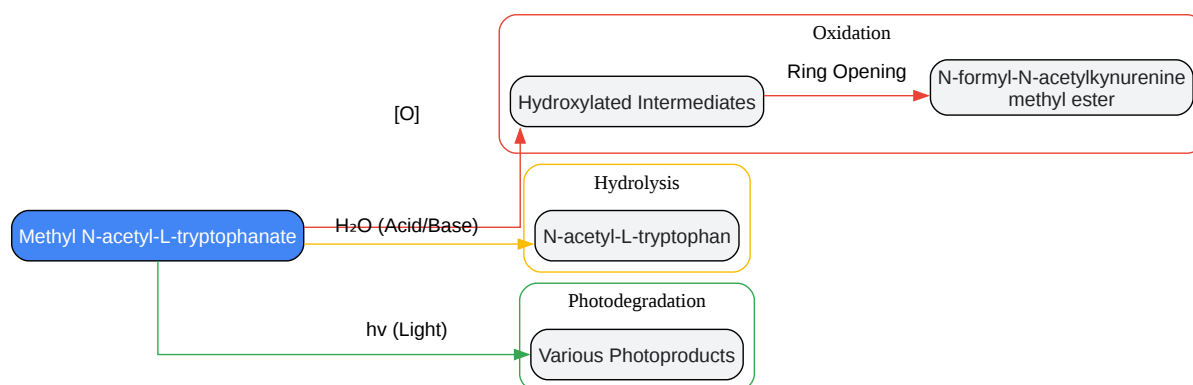 Oxidation
Ring Opening
N-formyl-N-acetylkynurenine
methyl ester
Hydroxylated Intermediates
[O]
Hydrolysis
H₂O (Acid/Base)
Methyl N-acetyl-L-tryptophanate
N-acetyl-L-tryptophan
Photodegradation
hv (Light)
Various Photoproducts